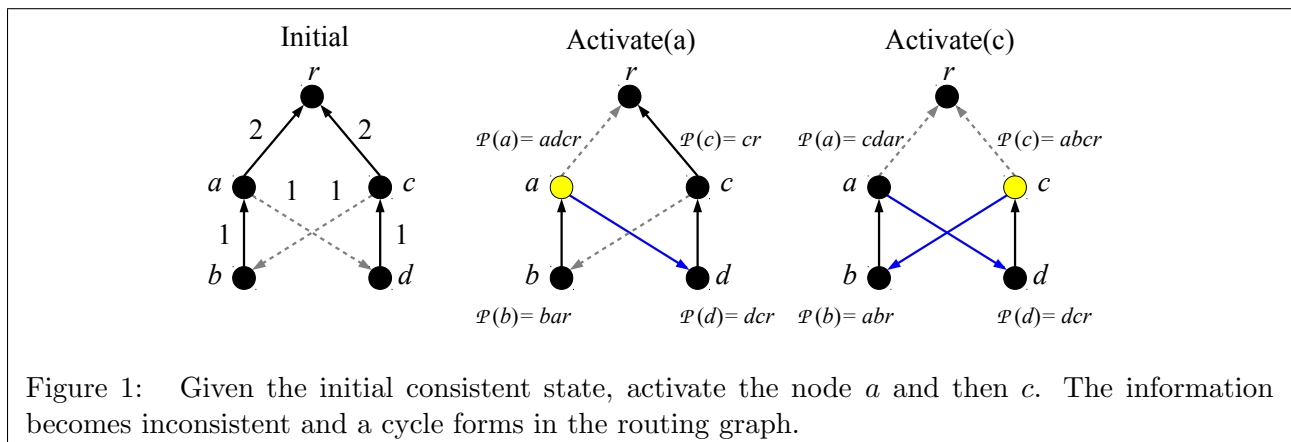 Initial Activate(a) Activate(c)
r r r
2 2 P(a)= adcr P(c)= cr P(a)= cdar P(c)= abcr
a 1 1 c a c a c
1 1
b d b d b d
P(b)= bar P(d)= dcr P(b)= abr P(d)= dcr
Figure 1: Given the initial consistent state, activate the node a and then c. The information
becomes inconsistent and a cycle forms in the routing graph.